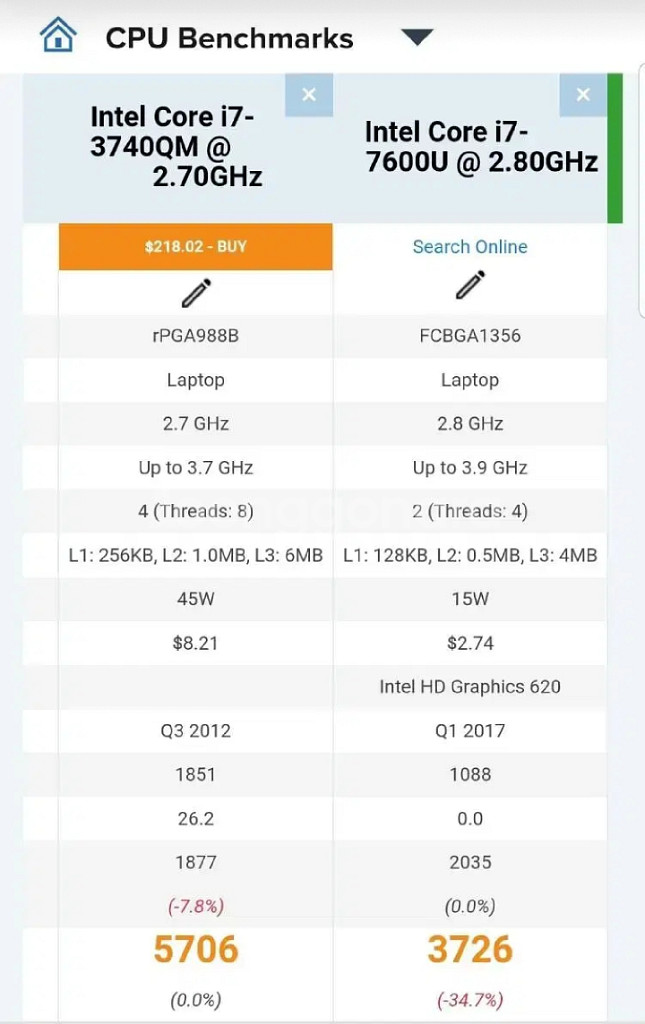 CPU Benchmarks
Intel Core i7-
3740QM @
2.70GHz
Intel Core i7-
7600U @ 2.80GHz
$218.02 - BUY
Search Online
rPGA988B
FCBGA1356
Laptop
Laptop
2.7 GHz
2.8 GHz
Up to 3.7 GHz
Up to 3.9 GHz
4 (Threads: 8)
2 (Threads: 4)
L1: 256KB, L2: 1.0MB, L3: 6MB
L1: 128KB, L2: 0.5MB, L3: 4MB
45W
15W
$8.21
$2.74
Intel HD Graphics 620
Q3 2012
Q1 2017
1851
1088
26.2
0.0
1877
2035
(-7.8%)
(0.0%)
5706
3726
(0.0%)
(-34.7%)